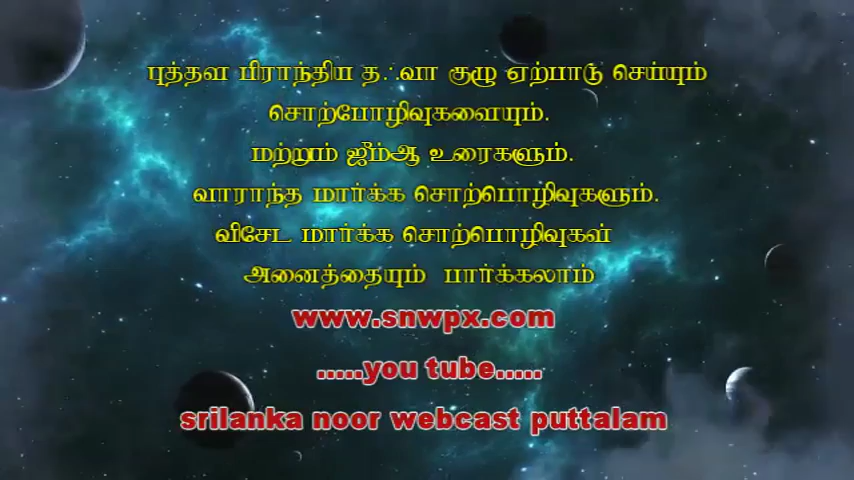 புத்தள பிராந்திய தஃவா குழு ஏற்பாடு செய்யும்
சொற்போழிவுகளையும்.
மற்றும் ஜீம்ஆ உரைகளும்.
வாராந்த மார்க்க சொற்பொழிவுகளும்.
விசேட மார்க்க சொற்பொழிவுகள்
அனைத்தையும் பார்க்கலாம்
www.snwpx.com
.....you tube.....
srilanka noor webcast puttalam